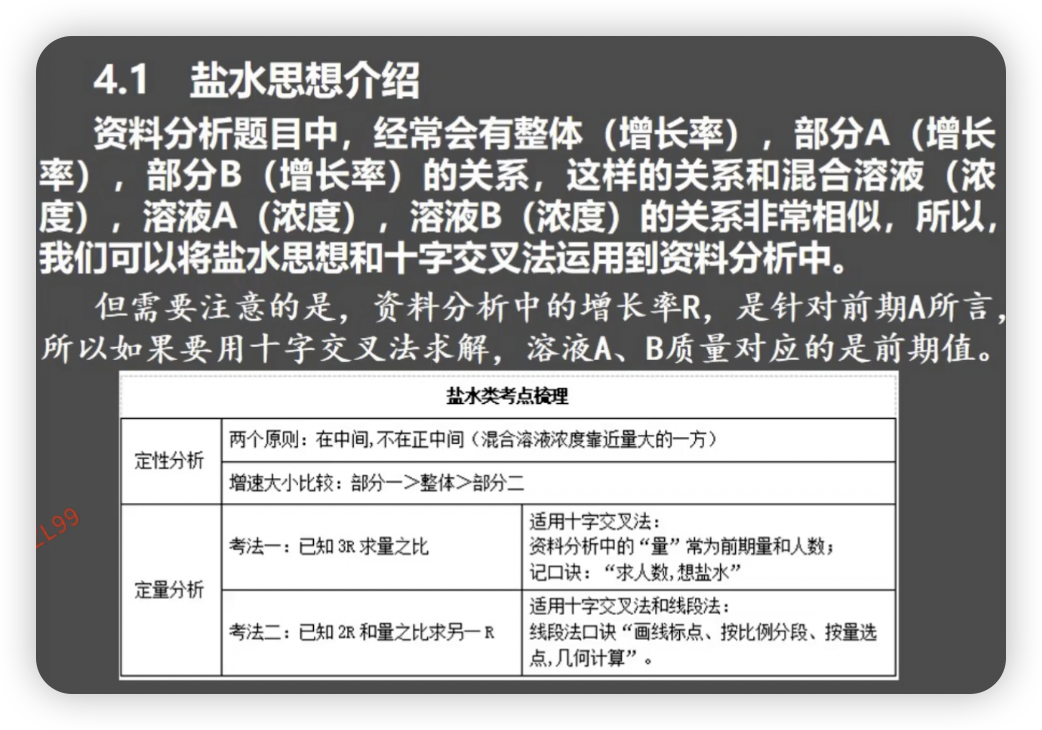 4.1 盐水思想介绍
资料分析题目中，经常会有整体（增长率），部分A（增长
率），部分B（增长率）的关系，这样的关系和混合溶液（浓
度），溶液A（浓度），溶液B（浓度）的关系非常相似，所以，
我们可以将盐水思想和十字交叉法运用到资料分析中。
但需要注意的是，资料分析中的增长率R，是针对前期A所言，
所以如果要用十字交叉法求解，溶液A、B质量对应的是前期值。
盐水类考点梳理
定性分析
两个原则：在中间,不在正中间（混合溶液浓度靠近量大的一方）
增速大小比较：部分一＞整体＞部分二
定量分析
考法一：已知 3R 求量之比
适用十字交叉法：
资料分析中的“量”常为前期量和人数；
记口诀：“求人数,想盐水”
考法二：已知 2R 和量之比求另一 R
适用十字交叉法和线段法：
线段法口诀“画线标点、按比例分段、按量选
点,几何计算”。
L99